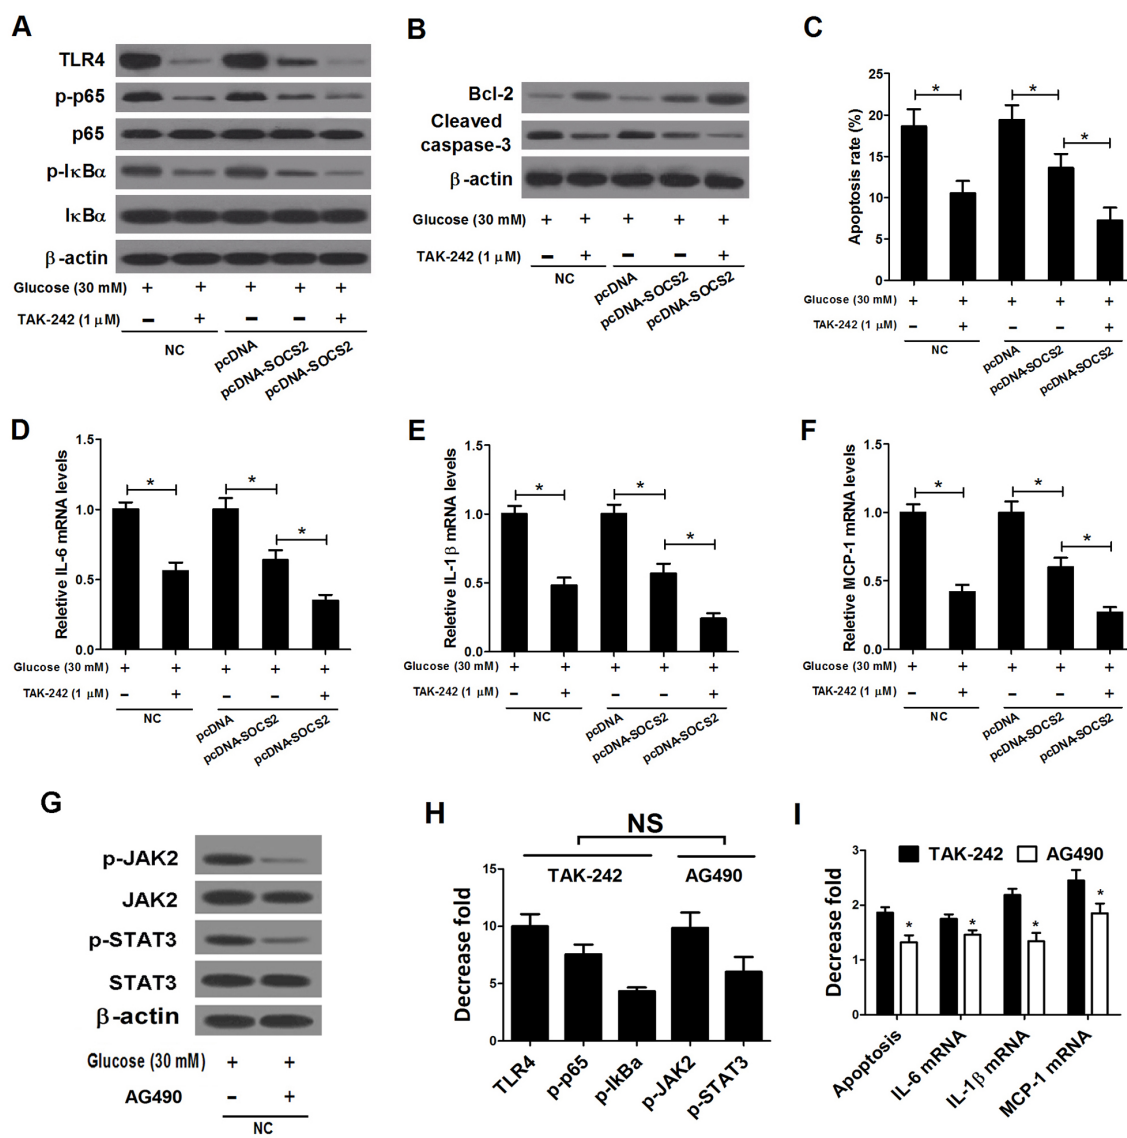 A
TLR4
p-p65
p65
p-IκBα
IκBα
β-actin
Glucose (30 mM) + + + + +
TAK-242 (1 μM) − + − − +
NC
pcDNA
pcDNA-SOCS2
pcDNA-SOCS2
B
Bcl-2
Cleaved
caspase-3
β-actin
Glucose (30 mM) + + + + +
TAK-242 (1 μM) − + − − +
NC
pcDNA
pcDNA-SOCS2
pcDNA-SOCS2
C
Apoptosis rate (%)
25
20
15
10
5
0
* * *
Glucose (30 mM) + + + + +
TAK-242 (1 μM) − + − − +
NC
pcDNA
pcDNA-SOCS2
pcDNA-SOCS2
D
Reletive IL-6 mRNA levels
1.5
1.0
0.5
0.0
* * *
Glucose (30 mM) + + + + +
TAK-242 (1 μM) − + − − +
NC
pcDNA
pcDNA-SOCS2
pcDNA-SOCS2
E
Reletive IL-1β mRNA levels
1.5
1.0
0.5
0.0
* * *
Glucose (30 mM) + + + + +
TAK-242 (1 μM) − + − − +
NC
pcDNA
pcDNA-SOCS2
pcDNA-SOCS2
F
Reletive MCP-1 mRNA levels
1.5
1.0
0.5
0.0
* * *
Glucose (30 mM) + + + + +
TAK-242 (1 μM) − + − − +
NC
pcDNA
pcDNA-SOCS2
pcDNA-SOCS2
G
p-JAK2
JAK2
p-STAT3
STAT3
β-actin
Glucose (30 mM) + +
AG490 − +
NC
H
NS
TAK-242 AG490
Decrease fold
15
10
5
0
TLR4
p-p65
p-IkBa
p-JAK2
p-STAT3
I
TAK-242 AG490
Decrease fold
3
2
1
0
* * * *
Apoptosis
IL-6 mRNA
IL-1β mRNA
MCP-1 mRNA